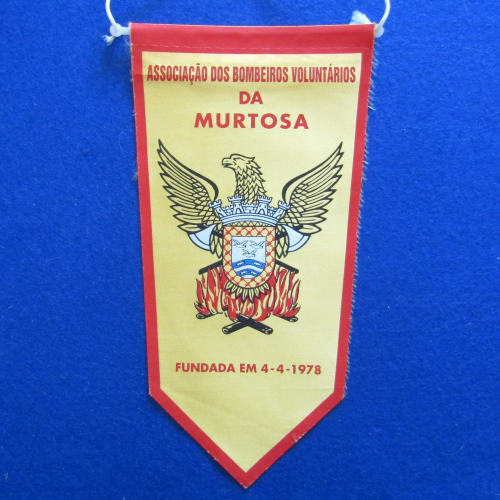 ASSOCIAÇÃO DOS BOMBEIROS VOLUNTÁRIOS
DA
MURTOSA
FUNDADA EM 4-4-1978